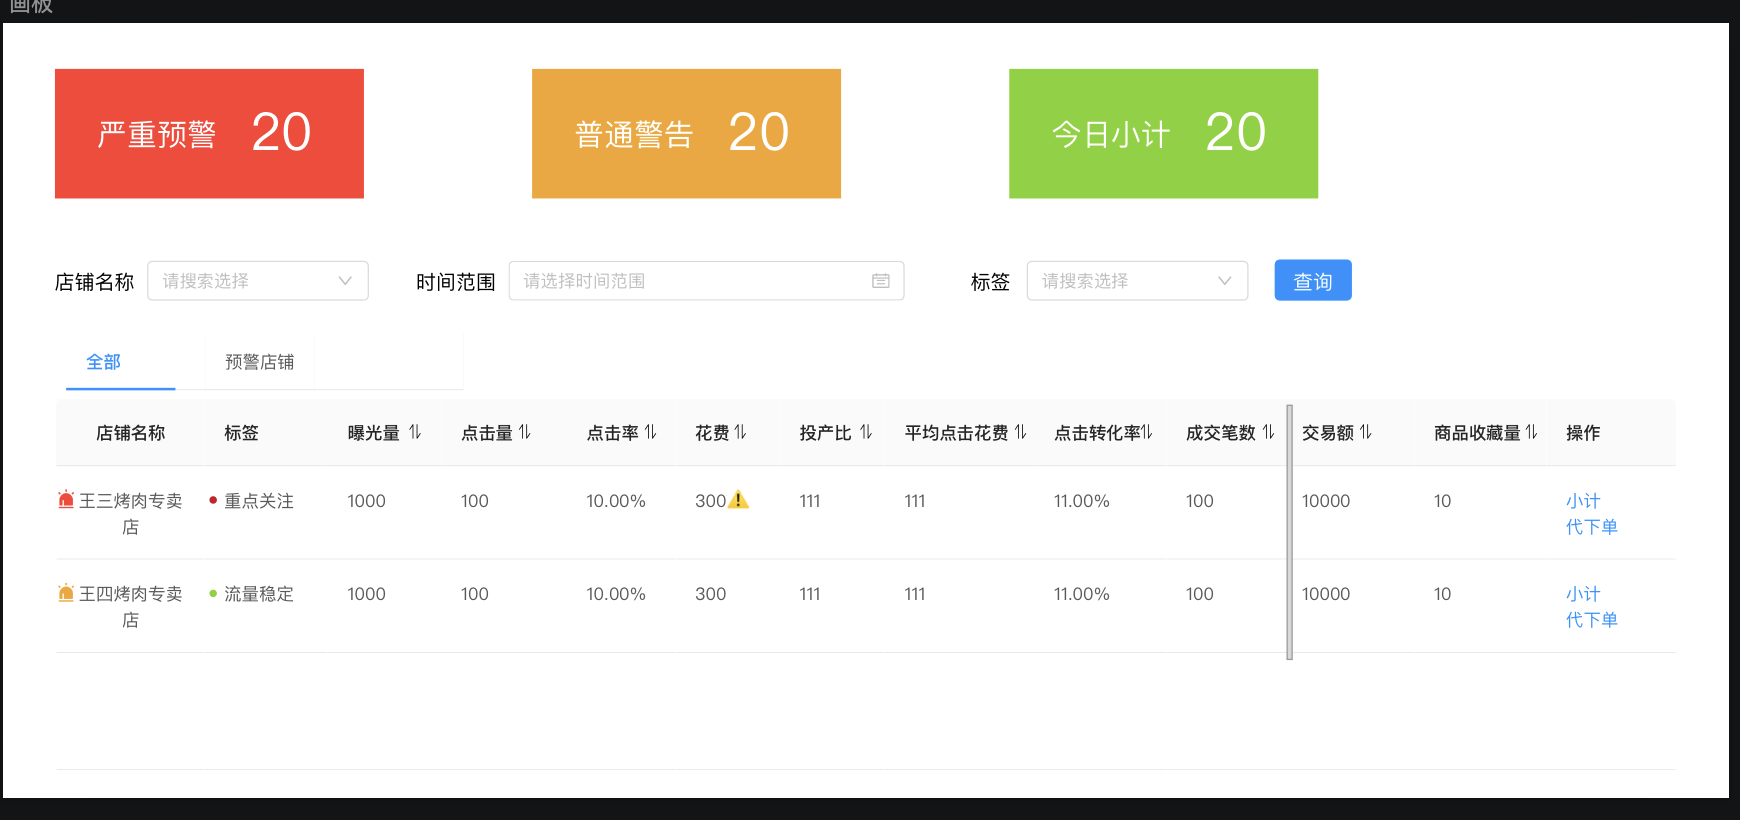 画板
严重预警 20
普通警告 20
今日小计 20
店铺名称 请搜索选择 时间范围 请选择时间范围 标签 请搜索选择 查询
全部 预警店铺
店铺名称 标签 曝光量 点击量 点击率 花费 投产比 平均点击花费 点击转化率 成交笔数 交易额 商品收藏量 操作
王三烤肉专卖 重点关注 1000 100 10.00% 300 111 111 11.00% 100 10000 10 小计
店 代下单
王四烤肉专卖 流量稳定 1000 100 10.00% 300 111 111 11.00% 100 10000 10 小计
店 代下单